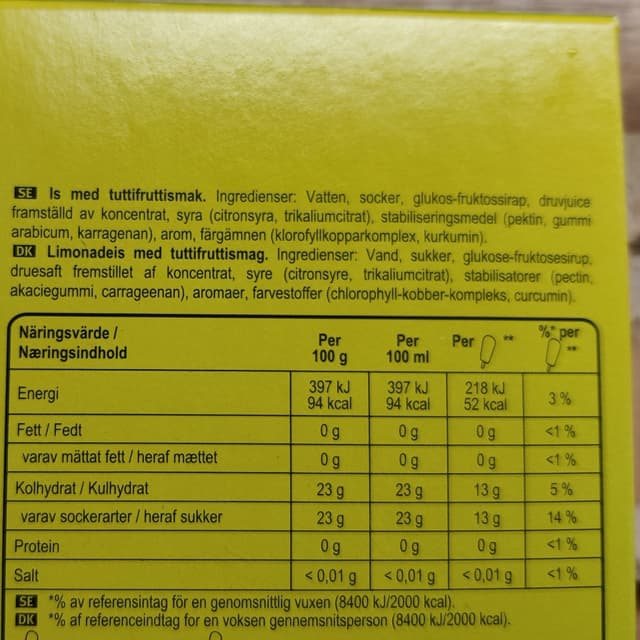 SE Is med tuttifruttismak. Ingredienser: Vatten, socker, glukos-fruktossirap, druvjuice
framställd av koncentrat, syra (citronsyra, trikaliumcitrat), stabiliseringsmedel (pektin, gummi
arabicum, karragenan), arom, färgämnen (klorofyllkopparkomplex, kurkumin).
DK Limonadeis med tuttifruttismag. Ingredienser: Vand, sukker, glukose-fruktosesirup,
druesaft fremstillet af koncentrat, syre (citronsyre, trikaliumcitrat), stabilisatorer (pectin,
akaciegummi, carrageenan), aromaer, farvestoffer (chlorophyll-kobber-kompleks, curcumin).
Näringsvärde /
Næringsindhold
Per
100 g
Per
100 ml
Per **
%* per
**
Energi 397 kJ 397 kJ 218 kJ 3 %
94 kcal 94 kcal 52 kcal
Fett / Fedt 0 g 0 g 0 g <1 %
varav mättat fett / heraf mættet 0 g 0 g 0 g <1 %
Kolhydrat / Kulhydrat 23 g 23 g 13 g 5 %
varav sockerarter / heraf sukker 23 g 23 g 13 g 14 %
Protein 0 g 0 g 0 g <1 %
Salt < 0,01 g < 0,01 g < 0,01 g <1 %
SE *% av referensintag för en genomsnittlig vuxen (8400 kJ/2000 kcal).
DK *% af referenceindtag for en voksen gennemsnitsperson (8400 kJ/2000 kcal).